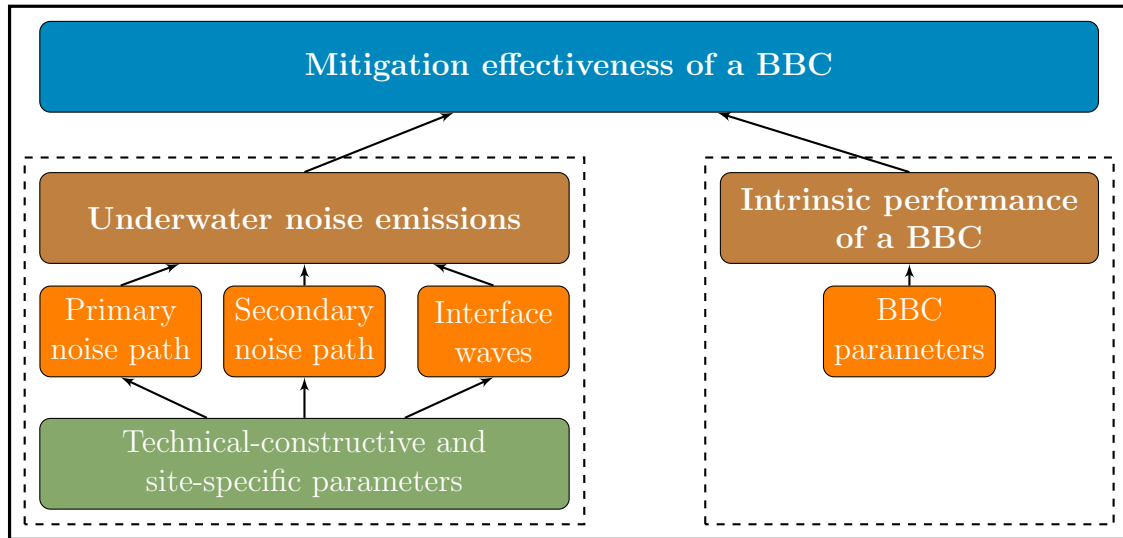 Mitigation effectiveness of a BBC
Underwater noise emissions
Intrinsic performance
of a BBC
Primary
noise path
Secondary
noise path
Interface
waves
BBC
parameters
Technical-constructive and
site-specific parameters